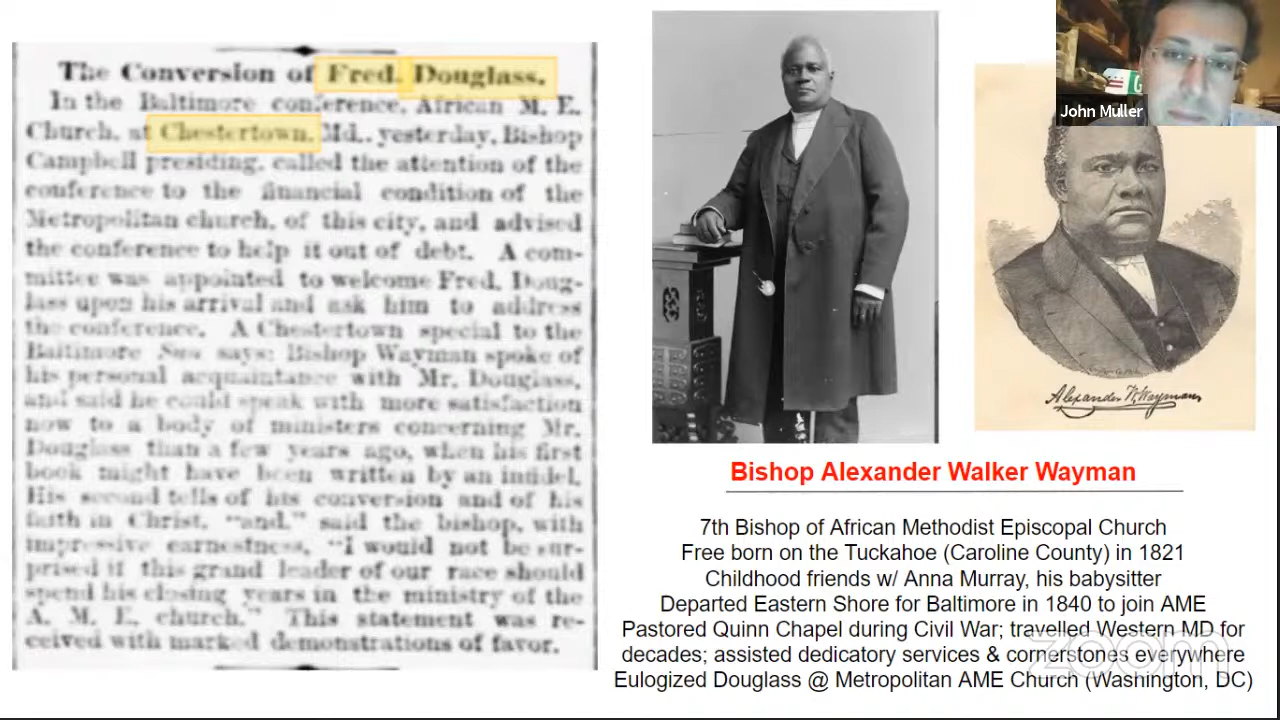 The Conversion of Fred. Douglass.
In the Baltimore conference, African M. E.
Church, at Chestertown, Md., yesterday, Bishop
Campbell presiding, called the attention of the
conference to the financial condition of the
Metropolitan church, of this city, and advised
the conference to help it out of debt. A com-
mittee was appointed to welcome Fred. Doug-
lass upon his arrival and ask him to address
the conference. A Chestertown special to the
Baltimore Sun says: Bishop Wayman spoke of
his personal acquaintance with Mr. Douglass,
and said he could speak with more satisfaction
now to a body of ministers concerning Mr.
Douglass than a few years ago, when his first
book might have been written by an infidel.
His second tells of his conversion and of his
faith in Christ, "and," said the bishop, with
impressive earnestness, "I would not be sur-
prised if this grand leader of our race should
spend his closing years in the ministry of the
A. M. E. church." This statement was re-
ceived with marked demonstrations of favor.
John Muller
G
Alexander W. Wayman
Bishop Alexander Walker Wayman
7th Bishop of African Methodist Episcopal Church
Free born on the Tuckahoe (Caroline County) in 1821
Childhood friends w/ Anna Murray, his babysitter
Departed Eastern Shore for Baltimore in 1840 to join AME
Pastored Quinn Chapel during Civil War; travelled Western MD for
decades; assisted dedicatory services & cornerstones everywhere
Eulogized Douglass @ Metropolitan AME Church (Washington, DC)
zoom